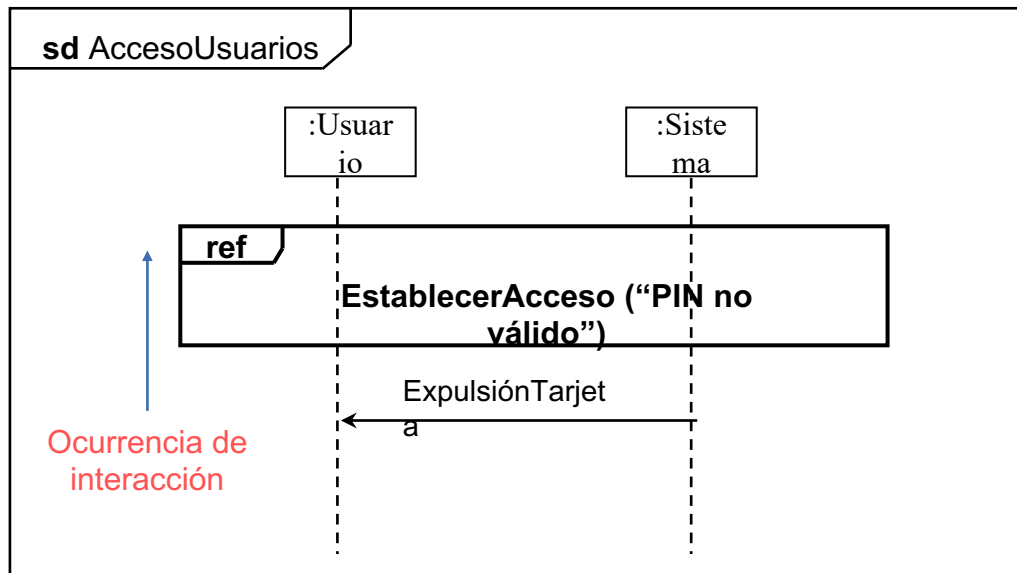 sd AccesoUsuarios
:Usuar
io
:Siste
ma
ref
EstablecerAcceso (“PIN no
válido”)
ExpulsiónTarjet
a
Ocurrencia de
interacción